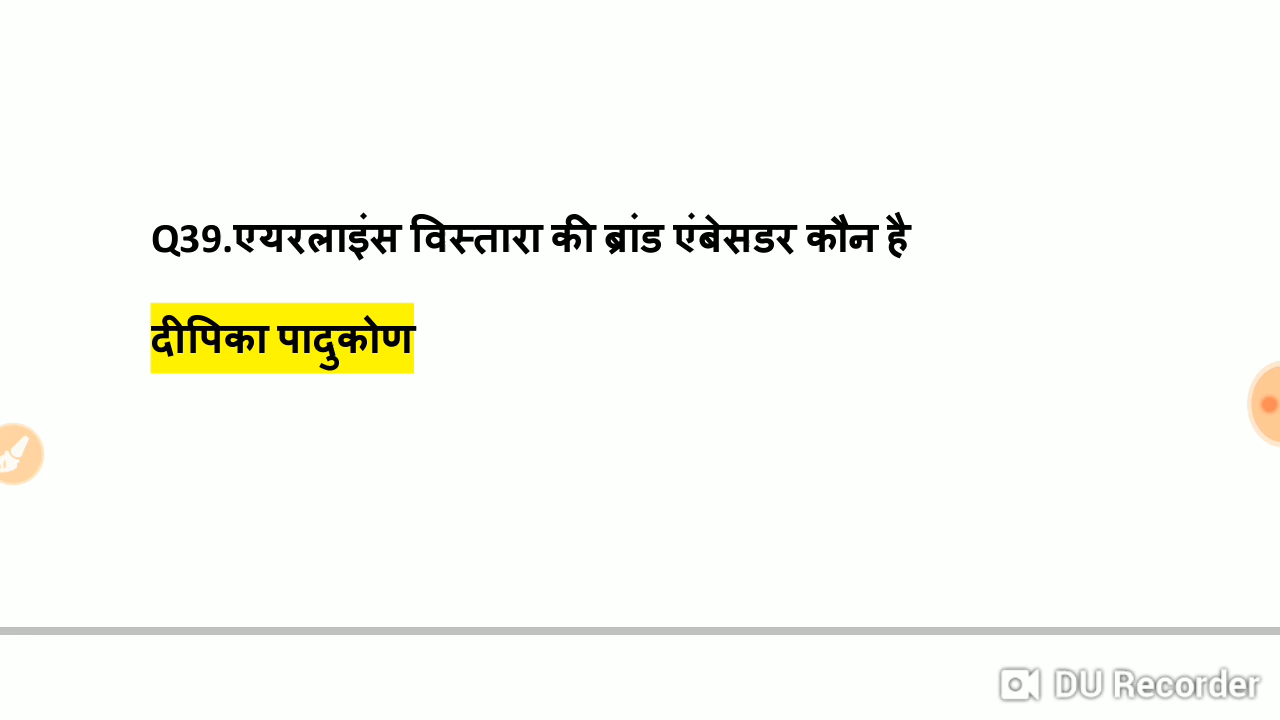 Q39.एयरलाइंस विस्तारा की ब्रांड एंबेसडर कौन है
दीपिका पादुकोण
DU Recorder